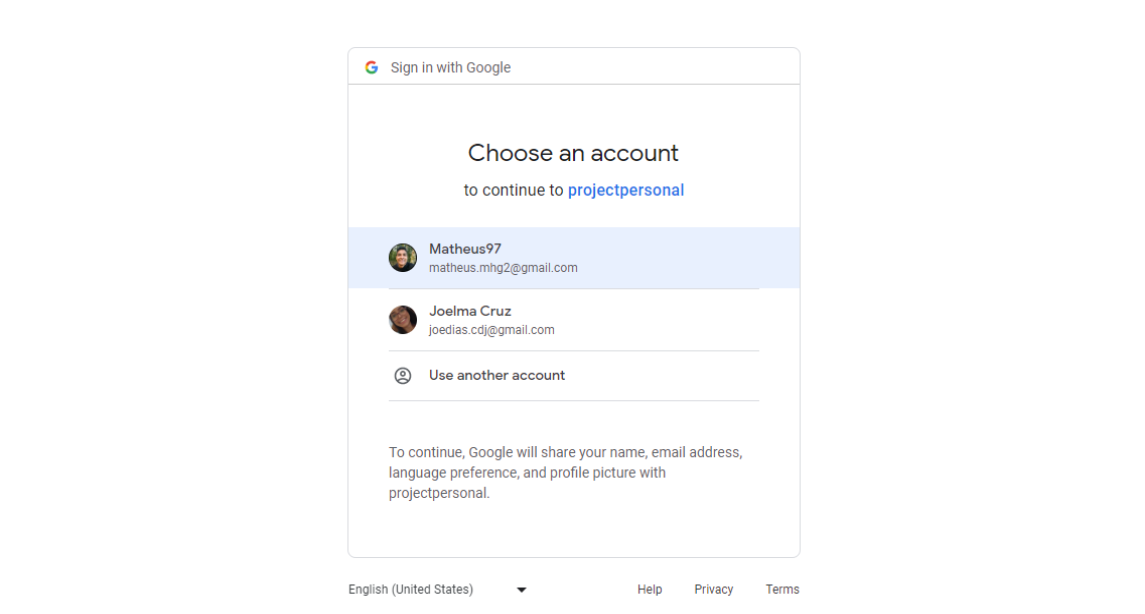 Sign in with Google
Choose an account
to continue to projectpersonal
Matheus97
matheus.mhg2@gmail.com
Joelma Cruz
joedias.cdj@gmail.com
Use another account
To continue, Google will share your name, email address,
language preference, and profile picture with
projectpersonal.
English (United States) Help Privacy Terms